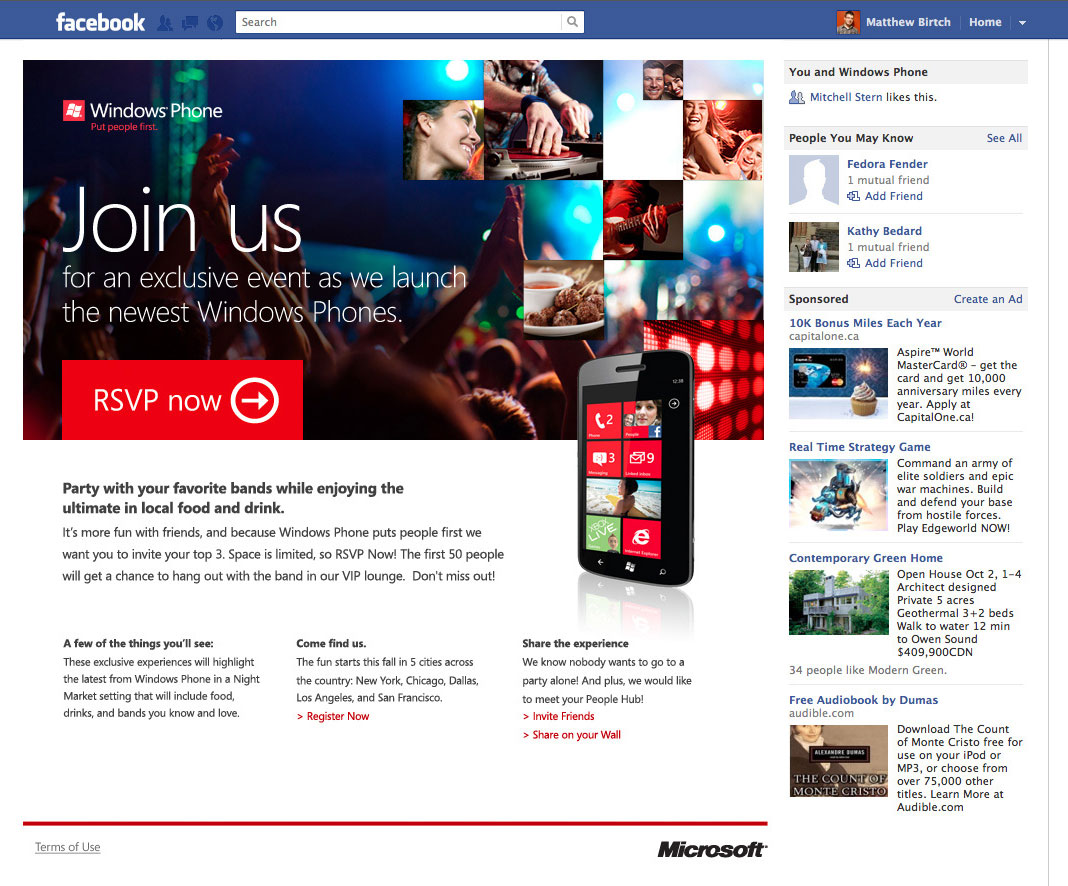 facebook
Search
Matthew Birtch
Home
Windows Phone
Put people first.
Join us
for an exclusive event as we launch
the newest Windows Phones.
RSVP now
12:38
2
Phone
People
3
Messaging
9
Linked Inbox
XBOX
LIVE
Games
Internet Explorer
Party with your favorite bands while enjoying the
ultimate in local food and drink.
It's more fun with friends, and because Windows Phone puts people first we
want you to invite your top 3. Space is limited, so RSVP Now! The first 50 people
will get a chance to hang out with the band in our VIP lounge. Don't miss out!
A few of the things you'll see:
These exclusive experiences will highlight
the latest from Windows Phone in a Night
Market setting that will include food,
drinks, and bands you know and love.
Come find us.
The fun starts this fall in 5 cities across
the country: New York, Chicago, Dallas,
Los Angeles, and San Francisco.
> Register Now
Share the experience
We know nobody wants to go to a
party alone! And plus, we would like
to meet your People Hub!
> Invite Friends
> Share on your Wall
Terms of Use
Microsoft
You and Windows Phone
Mitchell Stern likes this.
People You May Know
See All
Fedora Fender
1 mutual friend
Add Friend
Kathy Bedard
1 mutual friend
Add Friend
Sponsored
Create an Ad
10K Bonus Miles Each Year
capitalone.ca
Aspire™ World
MasterCard® – get the
card and get 10,000
anniversary miles every
year. Apply at
CapitalOne.ca!
Real Time Strategy Game
Command an army of
elite soldiers and epic
war machines. Build
and defend your base
from hostile forces.
Play Edgeworld NOW!
Contemporary Green Home
Open House Oct 2, 1-4
Architect designed
Private 5 acres
Geothermal 3+2 beds
Walk to water 12 min
to Owen Sound
$409,900CDN
34 people like Modern Green.
Free Audiobook by Dumas
audible.com
ALEXANDRE DUMAS
THE COUNT OF
MONTE CRISTO
Download The Count
of Monte Cristo free for
use on your iPod or
MP3, or choose from
over 75,000 other
titles. Learn More at
Audible.com